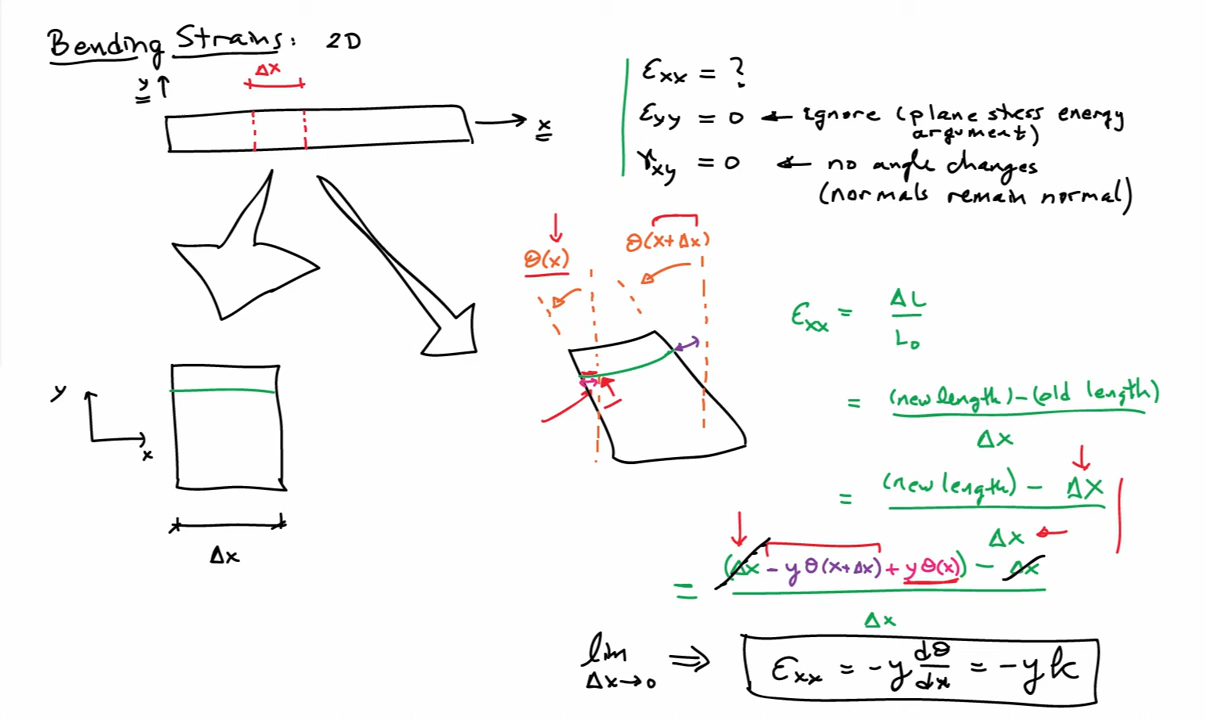 Bending Strains: 2D
Δx
y
x
εxx = ?
εyy = 0 ← ignore (plane stress energy argument)
γxy = 0 ← no angle changes
(normals remain normal)
θ(x)
θ(x+Δx)
εxx = ΔL / L₀
= (new length) - (old length) / Δx
= (new length) - Δx / Δx
= (Δx - yθ(x+Δx) + yθ(x)) - Δx / Δx
y
x
Δx
lim Δx→0 ⇒ εxx = -y dθ/dx = -yk